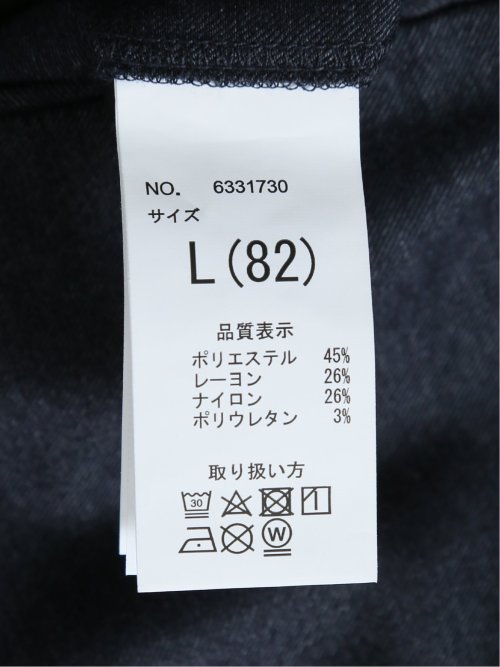 NO. 6331730
サイズ
L(82)
品質表示
ポリエステル 45%
レーヨン 26%
ナイロン 26%
ポリウレタン 3%
取り扱い方
30
W